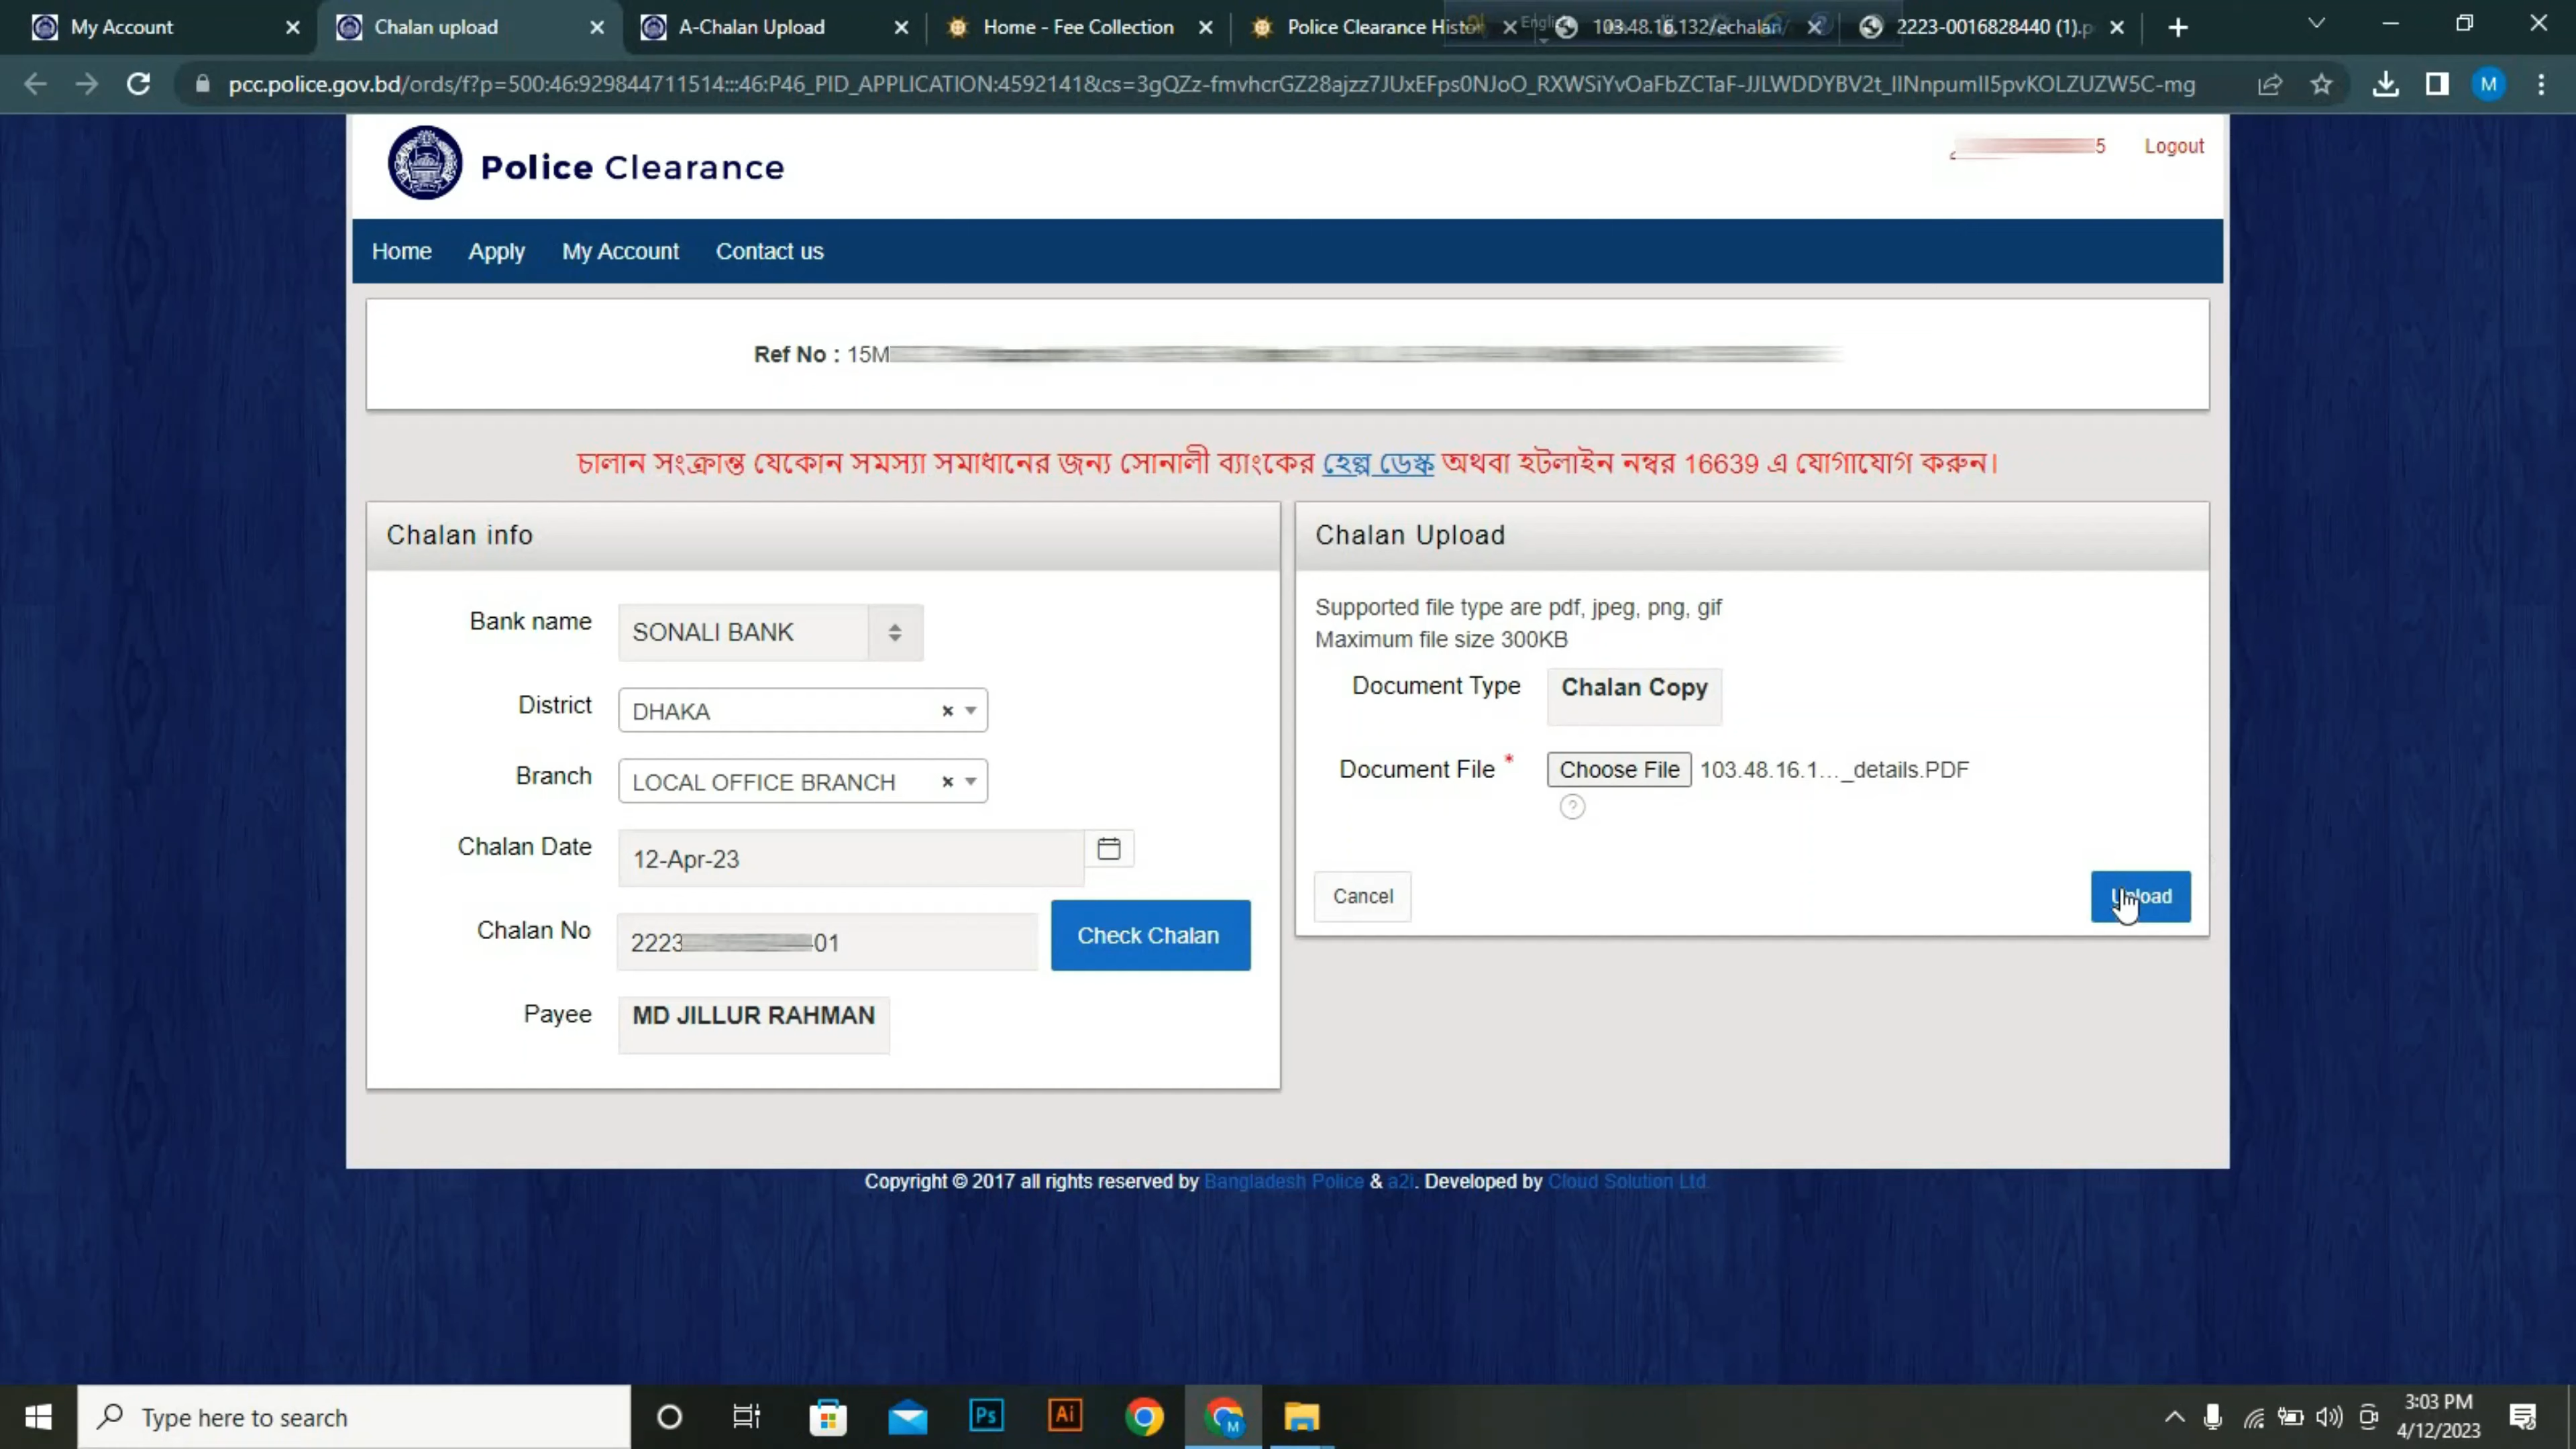 My Account
Chalan upload
A-Chalan Upload
Home - Fee Collection
Police Clearance Histor
103.48.16.132/echalan/
2223-0016828440 (1).p
pcc.police.gov.bd/ords/f?p=500:46:929844711514:::46:P46_PID_APPLICATION:4592141&cs=3gQZz-fmvhcrGZ28ajzz7JUxEFps0NJoO_RXWSiYvOaFbZCTaF-JJLWDDYBV2t_lINnpumlI5pvKOLZUZW5C-mg
M
Police Clearance
5 Logout
Home Apply My Account Contact us
Ref No : 15M
চালান সংক্রান্ত যেকোন সমস্যা সমাধানের জন্য সোনালী ব্যাংকের হেল্প ডেস্ক অথবা হটলাইন নম্বর 16639 এ যোগাযোগ করুন।
Chalan info
Bank name SONALI BANK
District DHAKA
Branch LOCAL OFFICE BRANCH
Chalan Date 12-Apr-23
Chalan No 2223 -01 Check Chalan
Payee MD JILLUR RAHMAN
Chalan Upload
Supported file type are pdf, jpeg, png, gif
Maximum file size 300KB
Document Type Chalan Copy
Document File * Choose File 103.48.16.1..._details.PDF
?
Cancel Upload
Copyright © 2017 all rights reserved by Bangladesh Police & a2i. Developed by Cloud Solution Ltd
Type here to search
Ps
Ai
M
3:03 PM
4/12/2023